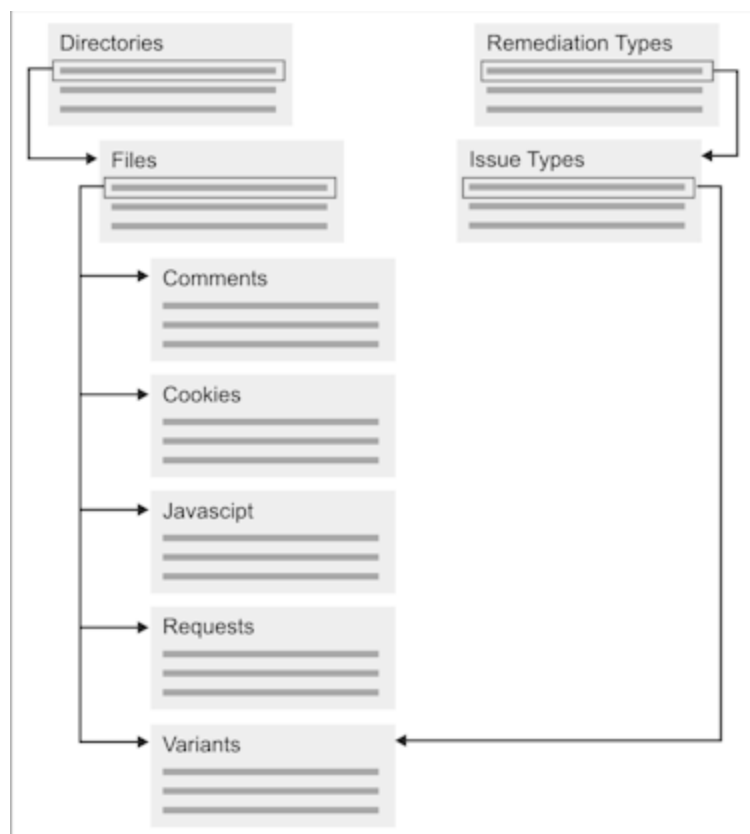 Directories
Remediation Types
Files
Issue Types
Comments
Cookies
Javascipt
Requests
Variants